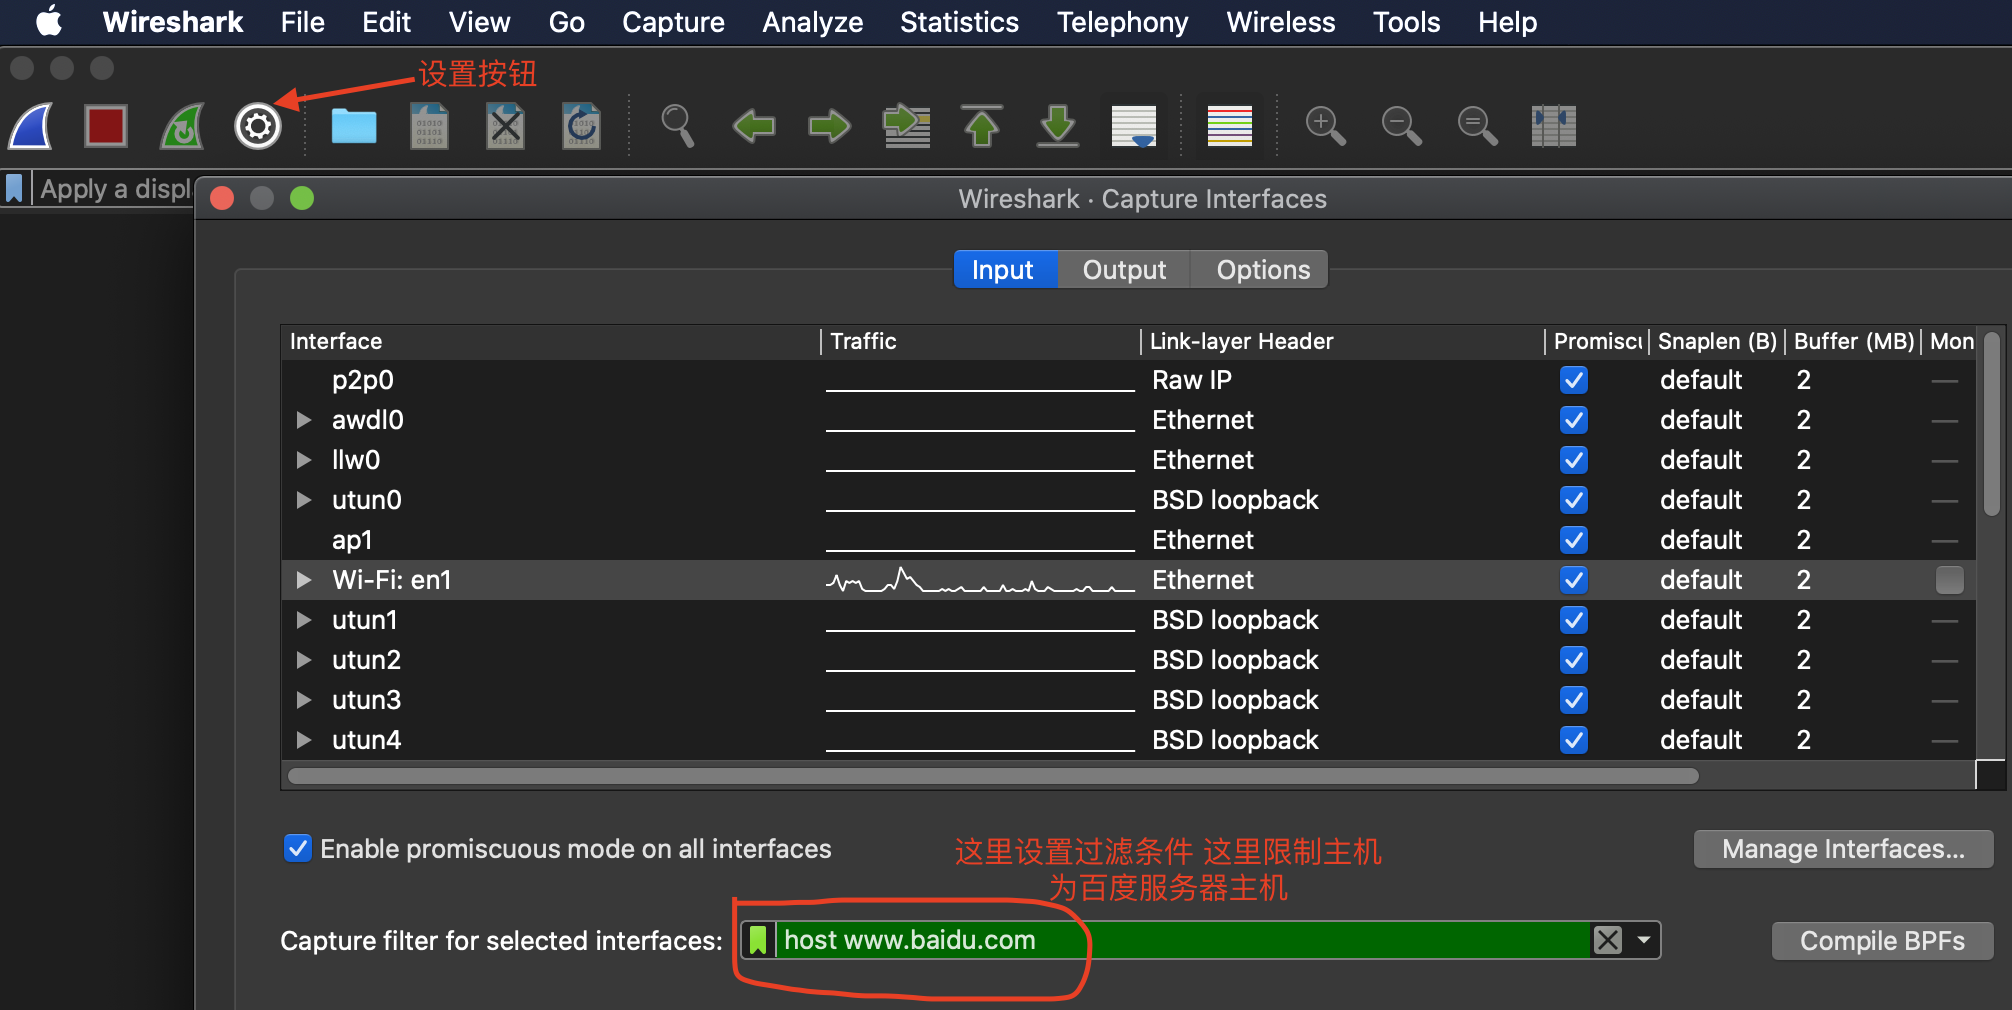 Wireshark File Edit View Go Capture Analyze Statistics Telephony Wireless Tools Help
设置按钮
Apply a displ
Wireshark · Capture Interfaces
Input Output Options
Interface Traffic Link-layer Header Promisc Snaplen (B) Buffer (MB) Mon
p2p0 Raw IP default 2 —
awdl0 Ethernet default 2 —
llw0 Ethernet default 2 —
utun0 BSD loopback default 2 —
ap1 Ethernet default 2 —
Wi-Fi: en1 Ethernet default 2
utun1 BSD loopback default 2 —
utun2 BSD loopback default 2 —
utun3 BSD loopback default 2 —
utun4 BSD loopback default 2 —
Enable promiscuous mode on all interfaces
这里设置过滤条件 这里限制主机
为百度服务器主机
Manage Interfaces...
Capture filter for selected interfaces: host www.baidu.com
Compile BPFs